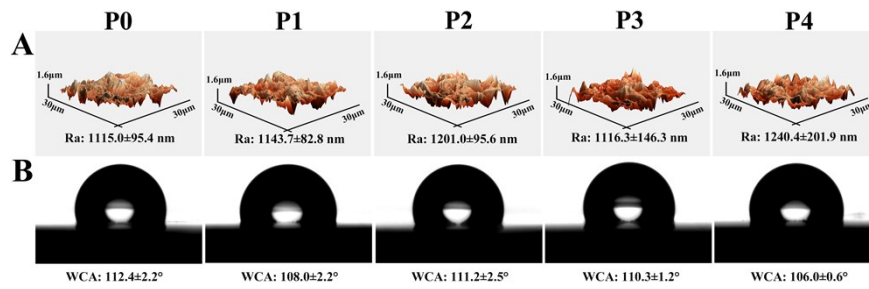 P0 P1 P2 P3 P4
A
1.6μm 1.6μm 1.6μm 1.6μm 1.6μm
30μm 30μm 30μm 30μm 30μm 30μm 30μm 30μm 30μm 30μm
Ra: 1115.0±95.4 nm Ra: 1143.7±82.8 nm Ra: 1201.0±95.6 nm Ra: 1116.3±146.3 nm Ra: 1240.4±201.9 nm
B
WCA: 112.4±2.2° WCA: 108.0±2.2° WCA: 111.2±2.5° WCA: 110.3±1.2° WCA: 106.0±0.6°